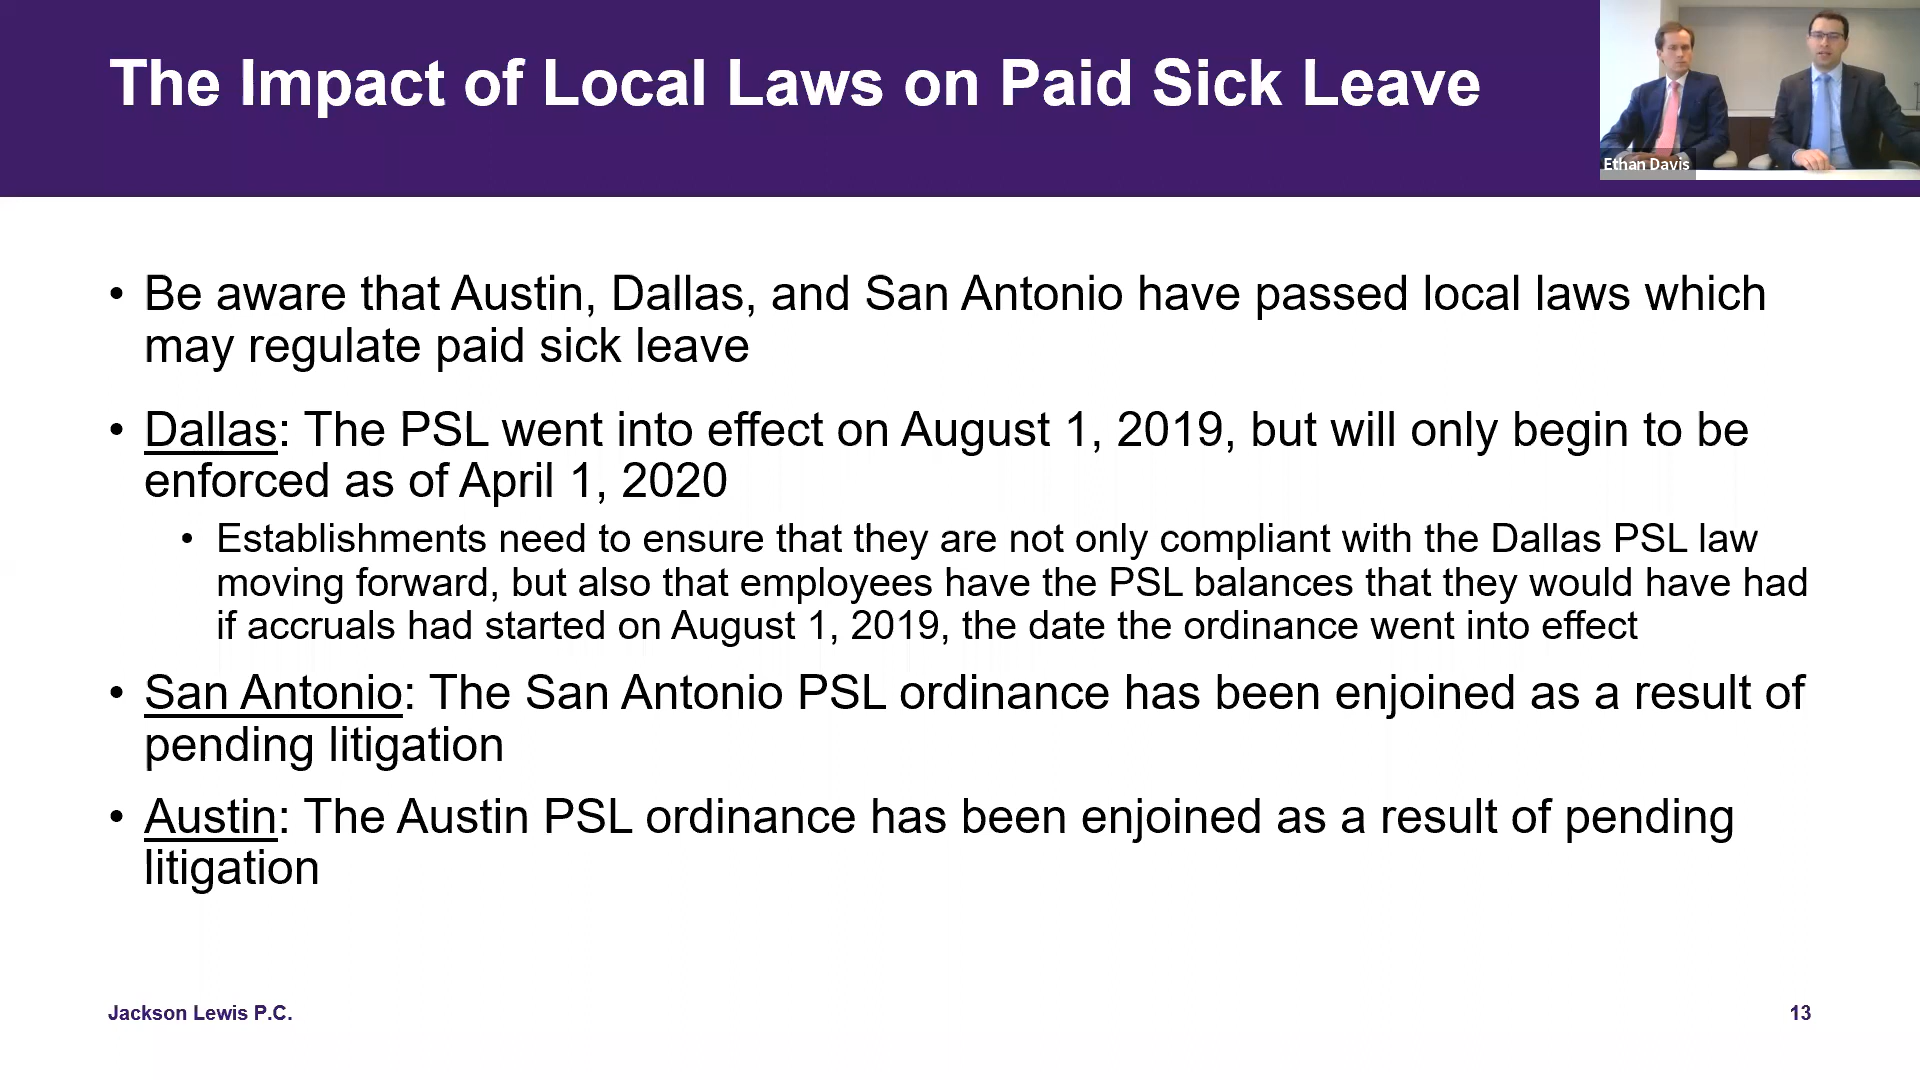 The Impact of Local Laws on Paid Sick Leave
Ethan Davis
• Be aware that Austin, Dallas, and San Antonio have passed local laws which
may regulate paid sick leave
• Dallas: The PSL went into effect on August 1, 2019, but will only begin to be
enforced as of April 1, 2020
• Establishments need to ensure that they are not only compliant with the Dallas PSL law
moving forward, but also that employees have the PSL balances that they would have had
if accruals had started on August 1, 2019, the date the ordinance went into effect
• San Antonio: The San Antonio PSL ordinance has been enjoined as a result of
pending litigation
• Austin: The Austin PSL ordinance has been enjoined as a result of pending
litigation
Jackson Lewis P.C.
13